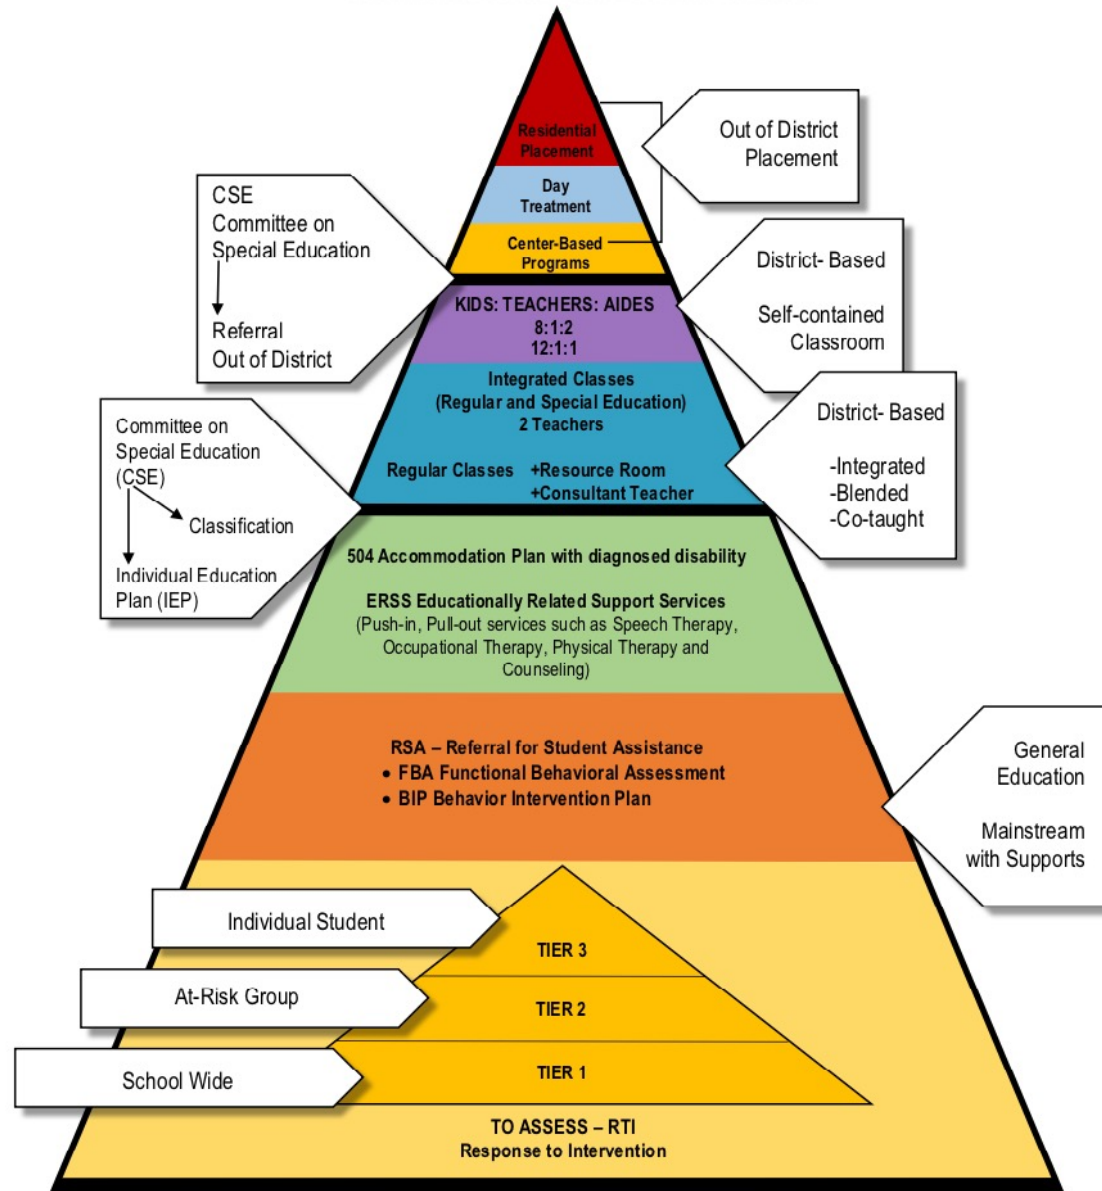 Residential
Placement
Out of District
Placement
Day
Treatment
Center-Based
Programs
CSE
Committee on
Special Education
Referral
Out of District
KIDS: TEACHERS: AIDES
8:1:2
12:1:1
District- Based
Self-contained
Classroom
Integrated Classes
(Regular and Special Education)
2 Teachers
Regular Classes +Resource Room
+Consultant Teacher
District- Based
-Integrated
-Blended
-Co-taught
Committee on
Special Education
(CSE)
Classification
Individual Education
Plan (IEP)
504 Accommodation Plan with diagnosed disability
ERSS Educationally Related Support Services
(Push-in, Pull-out services such as Speech Therapy,
Occupational Therapy, Physical Therapy and
Counseling)
RSA – Referral for Student Assistance
• FBA Functional Behavioral Assessment
• BIP Behavior Intervention Plan
General
Education
Mainstream
with Supports
Individual Student
TIER 3
At-Risk Group
TIER 2
School Wide
TIER 1
TO ASSESS – RTI
Response to Intervention